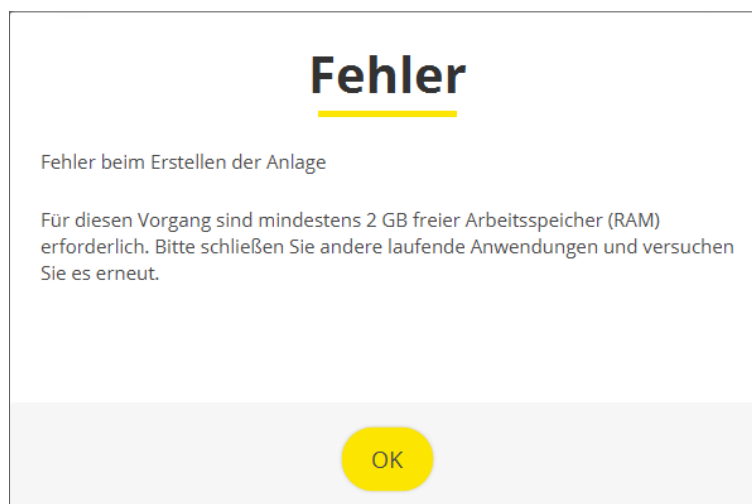 Fehler
Fehler beim Erstellen der Anlage
Für diesen Vorgang sind mindestens 2 GB freier Arbeitsspeicher (RAM)
erforderlich. Bitte schließen Sie andere laufende Anwendungen und versuchen
Sie es erneut.
OK